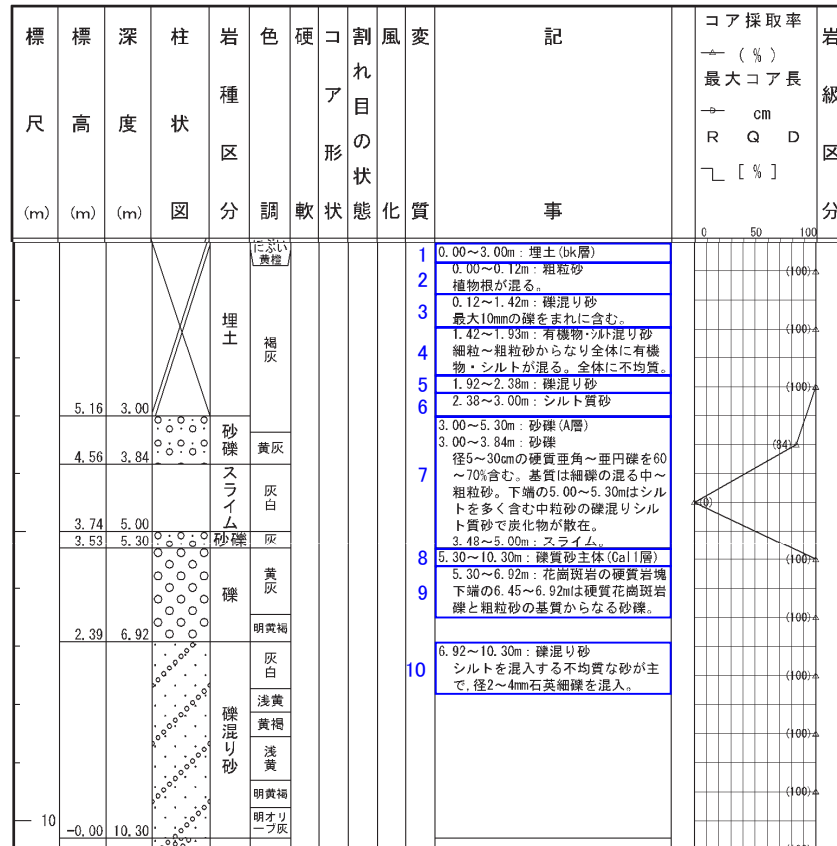 標尺(m)
標高(m)
深度(m)
柱状図
岩種区分
色調
硬軟
コア形状
割れ目の状態
風化
変質
記事
コア採取率
(%)
最大コア長
cm
RQD
[%]
岩級区分
0 50 100
にぶい
黄橙
埋土
褐灰
5.16 3.00
砂礫
黄灰
4.56 3.84
スライム
灰白
3.74 5.00
3.53 5.30
砂礫
灰
礫
黄灰
明黄褐
2.39 6.92
礫混り砂
灰白
浅黄
黄褐
浅黄
明黄褐
明オリ
ーブ灰
10
-0.00 10.30
1
0.00～3.00m：埋土(bk層)
2
0.00～0.12m：粗粒砂
植物根が混る。
3
0.12～1.42m：礫混り砂
最大10mmの礫をまれに含む。
4
1.42～1.93m：有機物･ｼﾙﾄ混り砂
細粒～粗粒砂からなり全体に有機
物・シルトが混る。全体に不均質。
5
1.92～2.38m：礫混り砂
6
2.38～3.00m：シルト質砂
7
3.00～5.30m：砂礫(A層)
3.00～3.84m：砂礫
径5～30cmの硬質亜角～亜円礫を60
～70%含む。基質は細礫の混る中～
粗粒砂。下端の5.00～5.30mはシル
トを多く含む中粒砂の礫混りシル
ト質砂で炭化物が散在。
3.48～5.00m：スライム。
8
5.30～10.30m：礫質砂主体(Ca11層)
9
5.30～6.92m：花崗斑岩の硬質岩塊
下端の6.45～6.92mは硬質花崗斑岩
礫と粗粒砂の基質からなる砂礫。
10
6.92～10.30m：礫混り砂
シルトを混入する不均質な砂が主
で,径2～4mm石英細礫を混入。
(100)
(100)
(100)
(84)
(0)
(100)
(100)
(100)
(100)
(100)